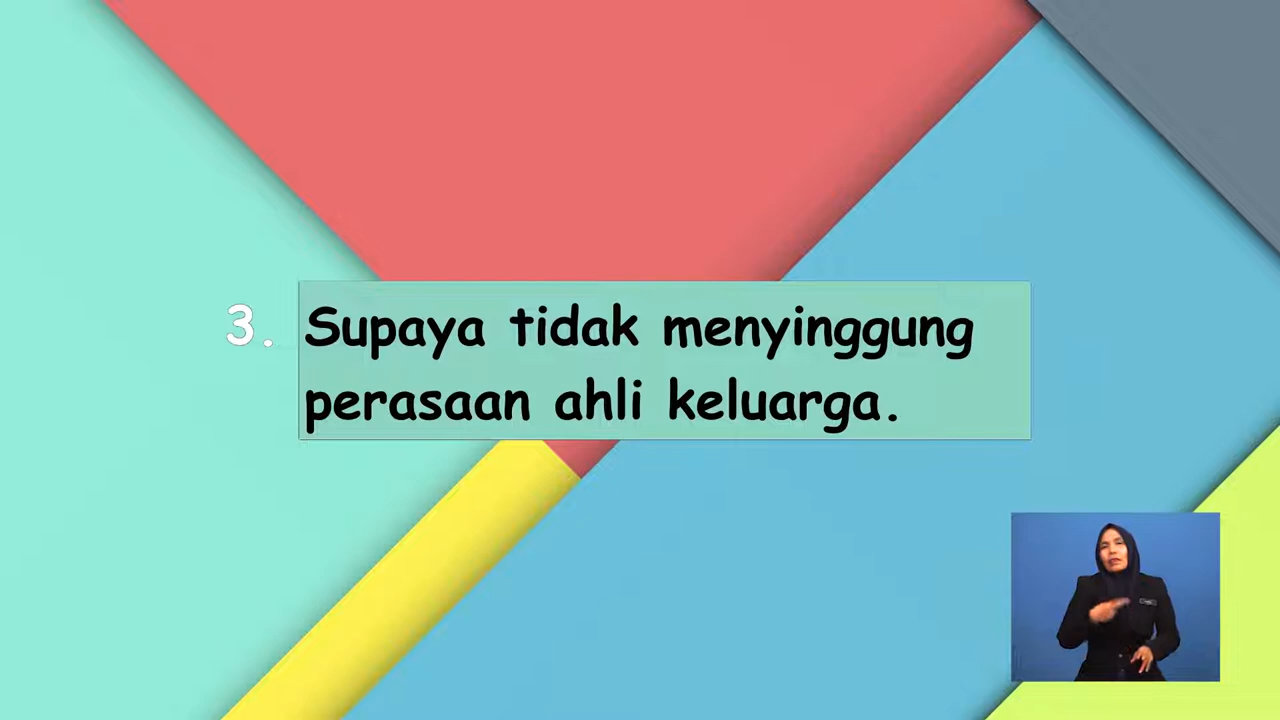 3. Supaya tidak menyinggung
perasaan ahli keluarga.